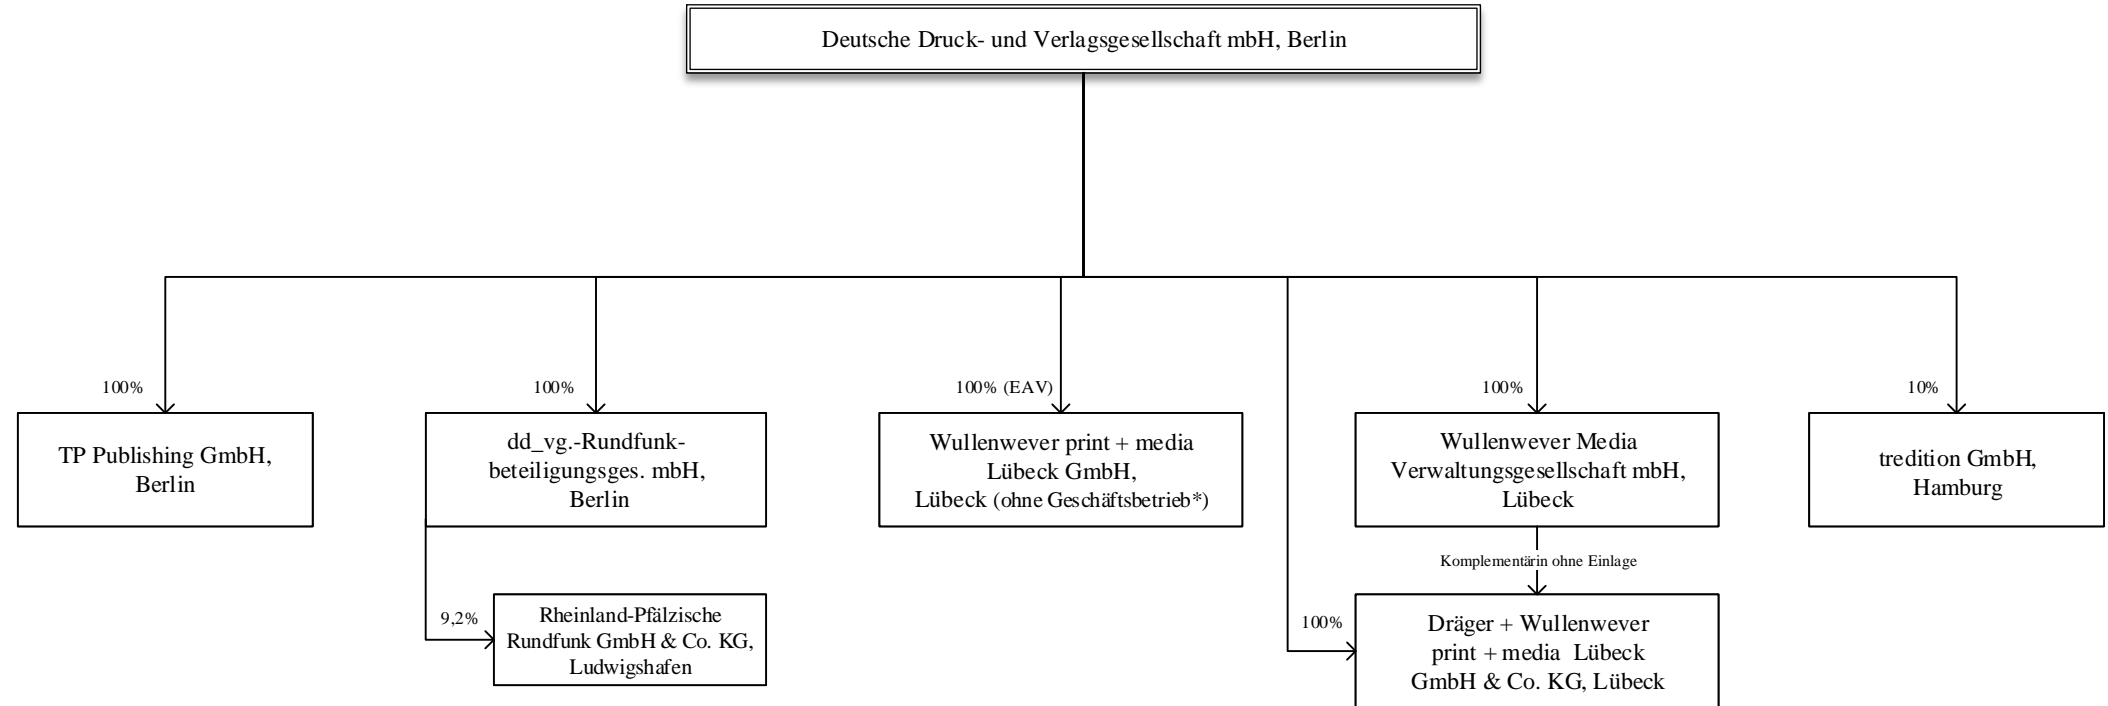 Deutsche Druck- und Verlagsgesellschaft mbH, Berlin
100%
100%
100% (EAV)
100%
10%
TP Publishing GmbH,
Berlin
dd_vg.-Rundfunk-
beteiligungsges. mbH,
Berlin
Wullenwever print + media
Lübeck GmbH,
Lübeck (ohne Geschäftsbetrieb*)
Wullenwever Media
Verwaltungsgesellschaft mbH,
Lübeck
tredition GmbH,
Hamburg
Komplementärin ohne Einlage
9,2%
Rheinland-Pfälzische
Rundfunk GmbH & Co. KG,
Ludwigshafen
100%
Dräger + Wullenwever
print + media Lübeck
GmbH & Co. KG, Lübeck